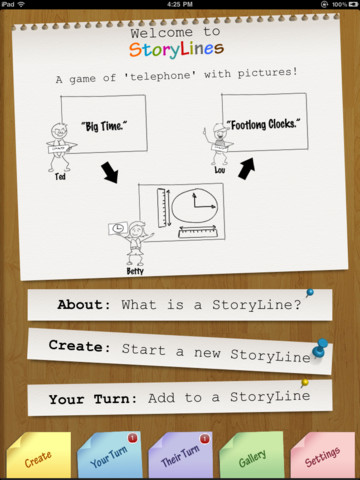 iPad 4:25 PM
Welcome to
StoryLines
A game of 'telephone' with pictures!
"Big Time."
"Footlong Clocks."
Ted
Lou
Betty
About: What is a StoryLine?
Create: Start a new StoryLine
Your Turn: Add to a StoryLine
Create
Your Turn
1
Their Turn
1
Gallery
Settings